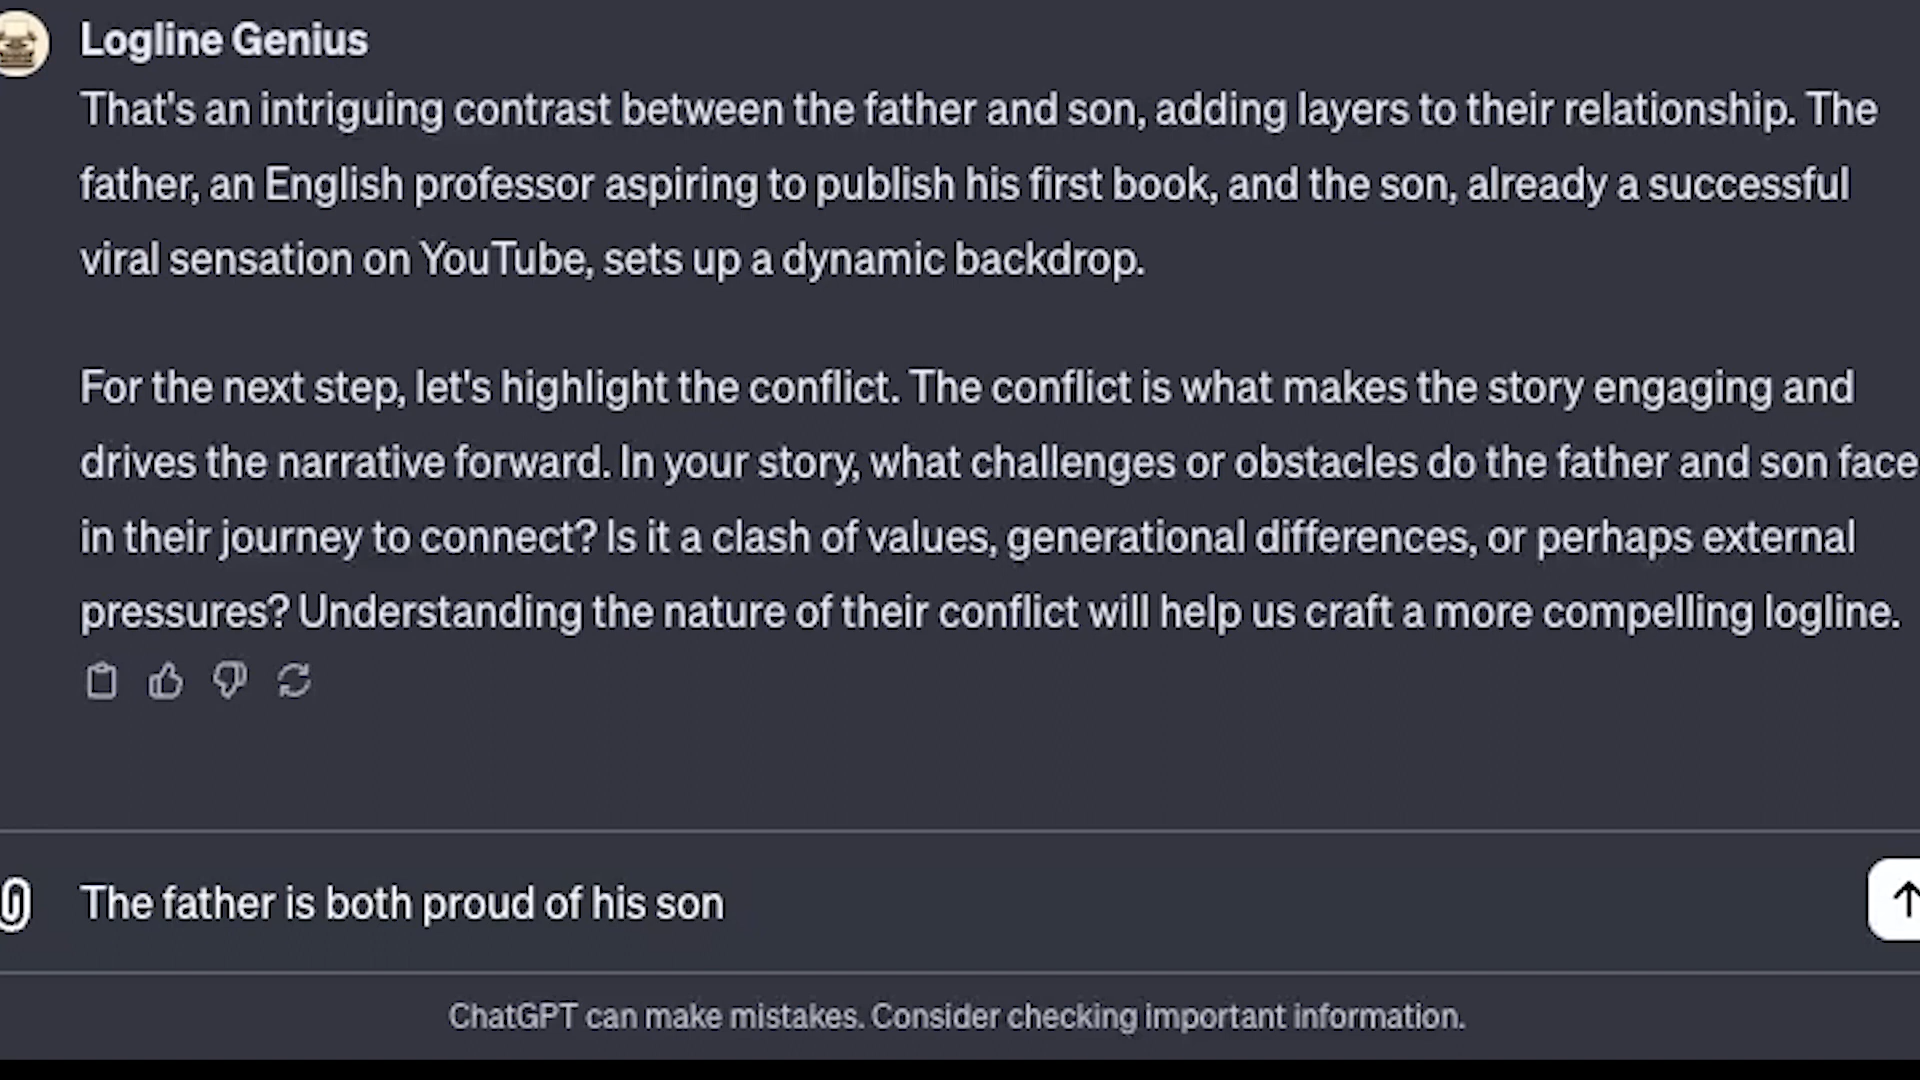 Logline Genius
That's an intriguing contrast between the father and son, adding layers to their relationship. The
father, an English professor aspiring to publish his first book, and the son, already a successful
viral sensation on YouTube, sets up a dynamic backdrop.
For the next step, let's highlight the conflict. The conflict is what makes the story engaging and
drives the narrative forward. In your story, what challenges or obstacles do the father and son face
in their journey to connect? Is it a clash of values, generational differences, or perhaps external
pressures? Understanding the nature of their conflict will help us craft a more compelling logline.
The father is both proud of his son
ChatGPT can make mistakes. Consider checking important information.